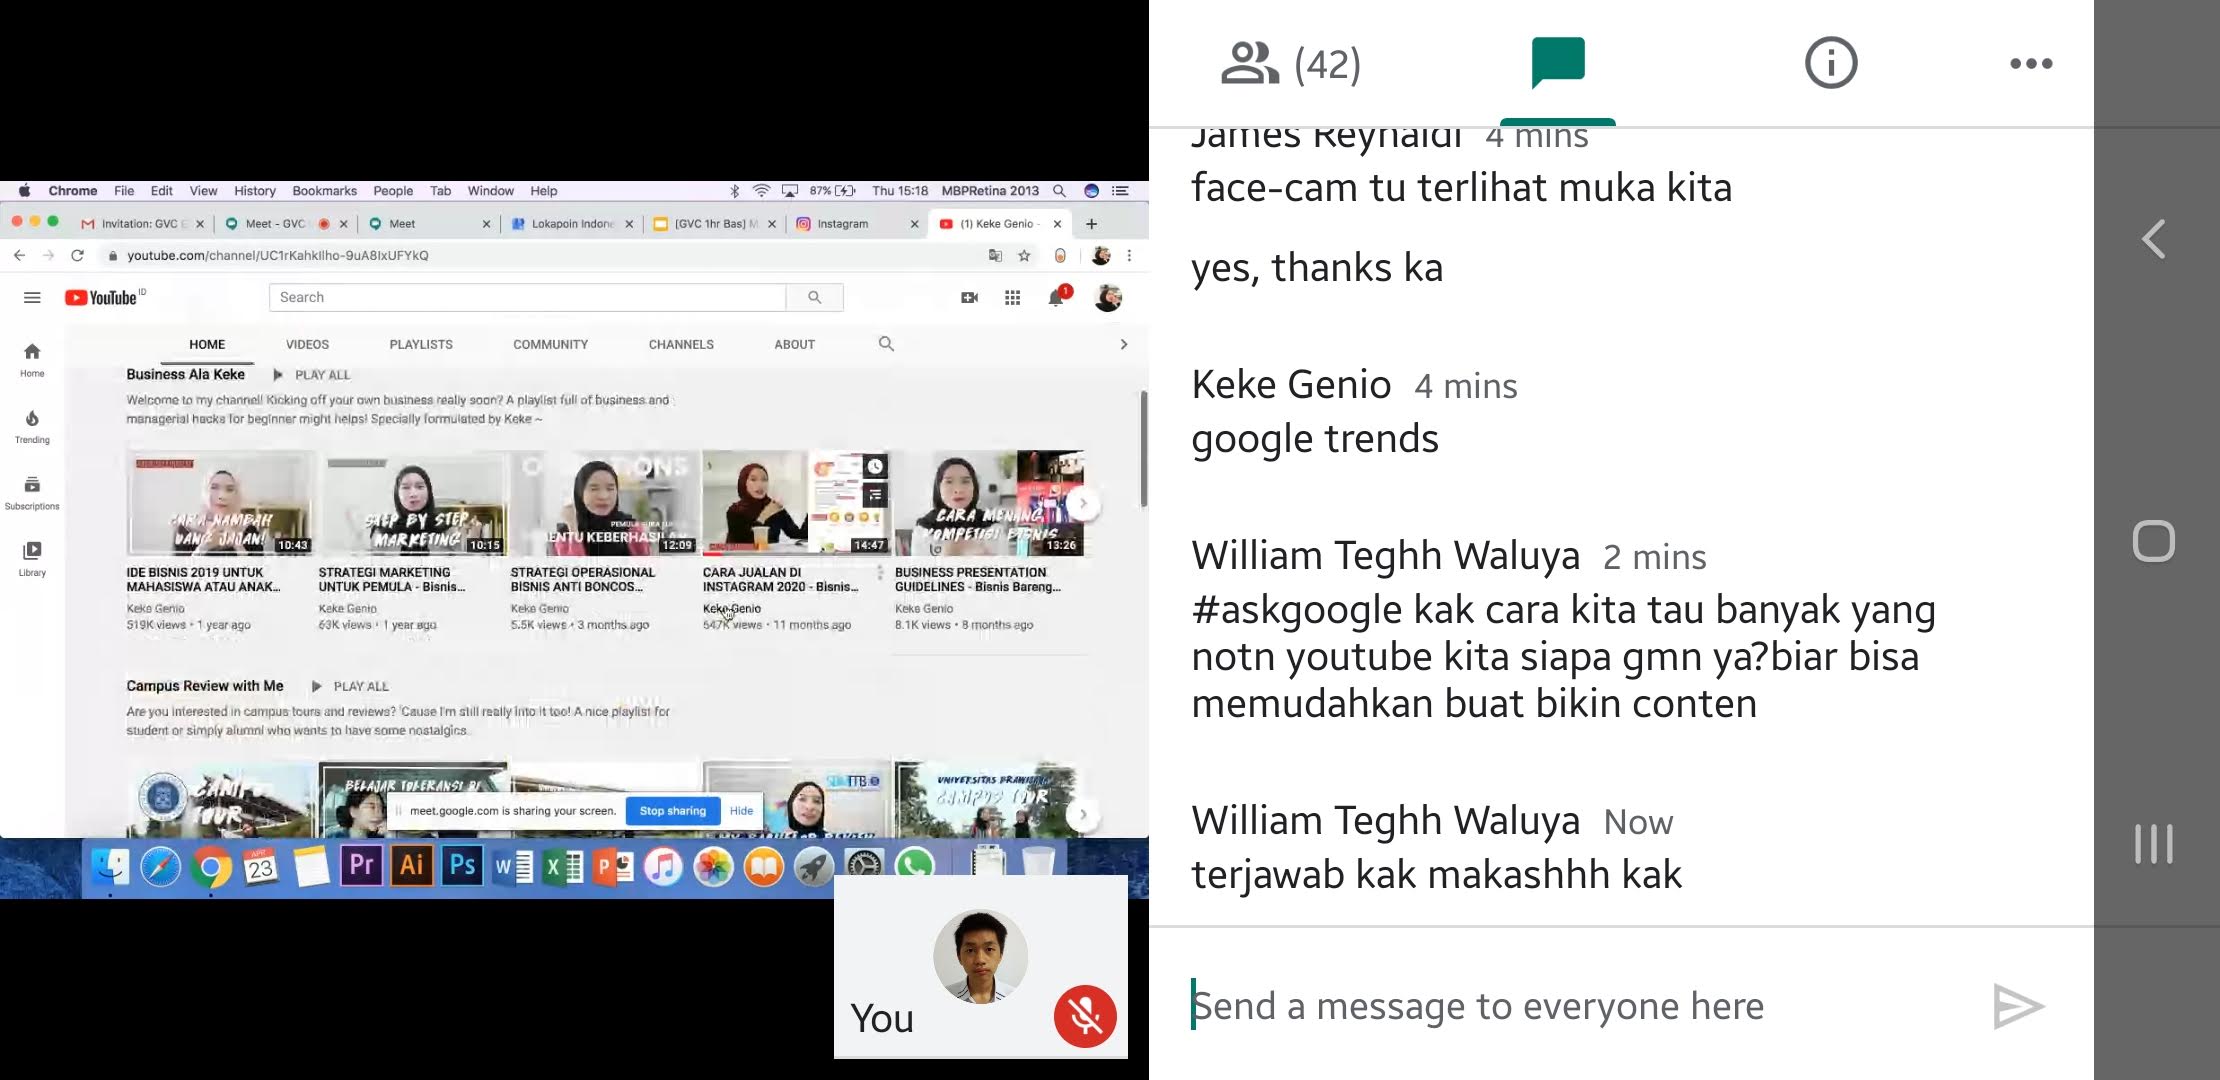 Chrome File Edit View History Bookmarks People Tab Window Help 87% Thu 15:18 MBPRetina 2013
Invitation: GVC E Meet - GVC Meet Lokapoin Indone [GVC 1hr Bas] M Instagram (1) Keke Genio -
youtube.com/channel/UC1rKahkIlho-9uA8IxUFYkQ
YouTube ID Search 1
HOME VIDEOS PLAYLISTS COMMUNITY CHANNELS ABOUT
Home
Trending
Subscriptions
Library
Business Ala Keke PLAY ALL
Welcome to my channel! Kicking off your own business really soon? A playlist full of business and
managerial hacks for beginner might helps! Specially formulated by Keke ~
CARA NAMBAH
UANG JAJAN!
10:43
STEP BY STEP
MARKETING
10:15
PEMULA
ENTU KEBERHASIL
12:09
14:47
CARA MENANG
KOMPETISI BISNIS
13:26
IDE BISNIS 2019 UNTUK
MAHASISWA ATAU ANAK...
Keke Genio
519K views • 1 year ago
STRATEGI MARKETING
UNTUK PEMULA - Bisnis...
Keke Genio
63K views • 1 year ago
STRATEGI OPERASIONAL
BISNIS ANTI BONCOS...
Keke Genio
5.5K views • 3 months ago
CARA JUALAN DI
INSTAGRAM 2020 - Bisnis...
Keke Genio
547K views • 11 months ago
BUSINESS PRESENTATION
GUIDELINES - Bisnis Bareng...
Keke Genio
8.1K views • 8 months ago
Campus Review with Me PLAY ALL
Are you interested in campus tours and reviews? 'Cause I'm still really into it too! A nice playlist for
student or simply alumni who wants to have some nostalgics.
CAMPUS
TOUR
BELAJAR TOLERANSI DI
ITB
UNIVERSITAS BRAWIJAYA
CAMPUS TOUR
meet.google.com is sharing your screen. Stop sharing Hide
APR
23
Pr Ai Ps W X P
You
(42)
James Reynaldi 4 mins
face-cam tu terlihat muka kita
yes, thanks ka
Keke Genio 4 mins
google trends
William Teghh Waluya 2 mins
#askgoogle kak cara kita tau banyak yang
notn youtube kita siapa gmn ya?biar bisa
memudahkan buat bikin conten
William Teghh Waluya Now
terjawab kak makashhh kak
Send a message to everyone here